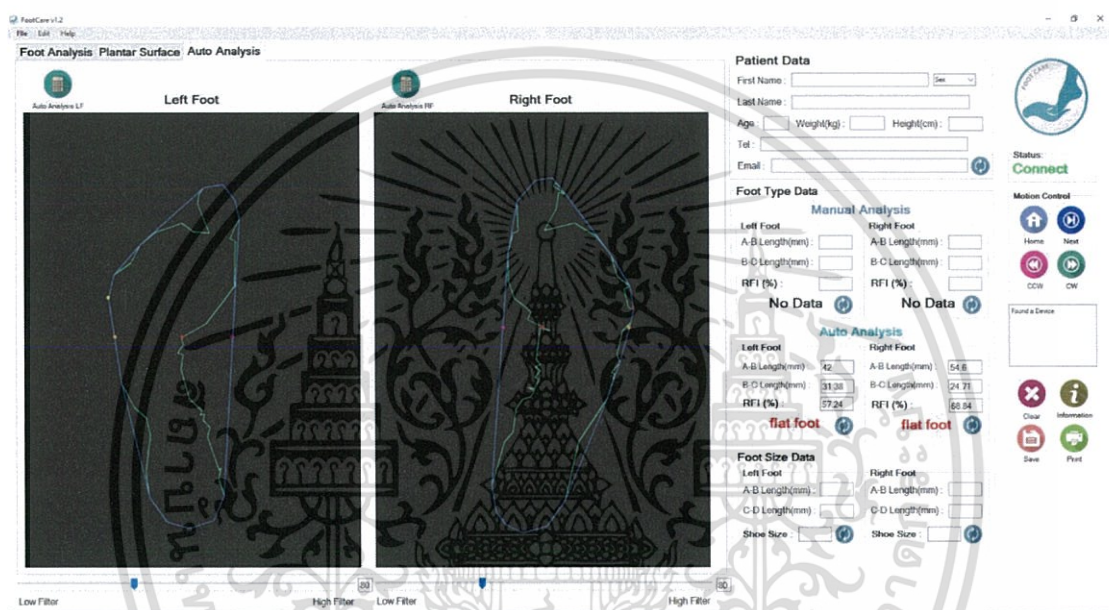 FootCare v1.2
File Edit Help
Foot Analysis Plantar Surface Auto Analysis
Auto Analysis LF
Left Foot
Auto Analysis RF
Right Foot
80
80
Low Filter High Filter
Low Filter High Filter
Patient Data
First Name : Sex
Last Name :
Age : Weight(kg) : Height(cm) :
Tel :
Email :
Foot Type Data
Manual Analysis
Left Foot Right Foot
A-B Length(mm) : A-B Length(mm) :
B-C Length(mm) : B-C Length(mm) :
RFI (%) : RFI (%) :
No Data No Data
Auto Analysis
Left Foot Right Foot
A-B Length(mm) : 42 A-B Length(mm) : 54.6
B-C Length(mm) : 31.38 B-C Length(mm) : 24.71
RFI (%) : 57.24 RFI (%) : 68.84
flat foot flat foot
Foot Size Data
Left Foot Right Foot
A-B Length(mm) : A-B Length(mm) :
C-D Length(mm) : C-D Length(mm) :
Shoe Size : Shoe Size :
FOOT CARE
Status:
Connect
Motion Control
Home Next
CCW CW
Found a Device
Clear Information
Save Print